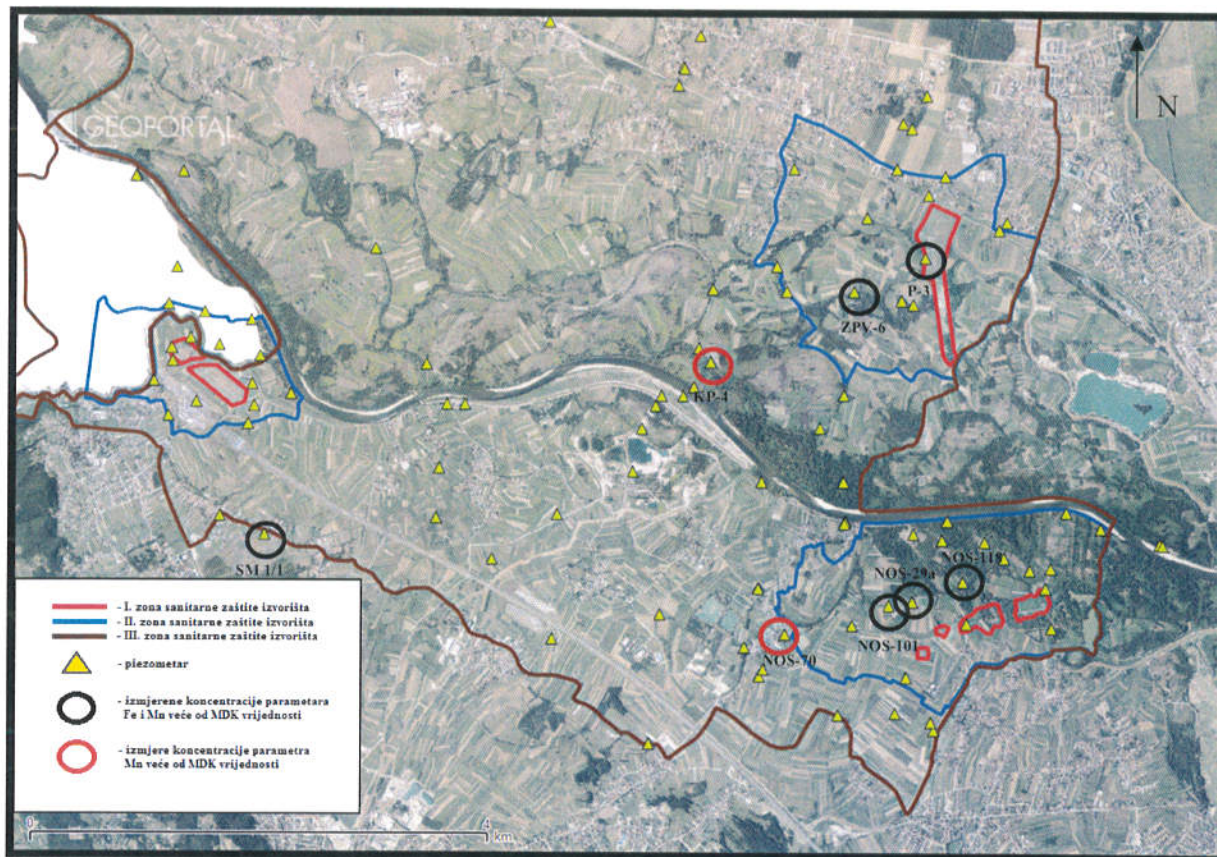 GEOPORTAL
N
P-3
ZPV-6
KP-4
SM 1/1
NOS-29a
NOS-118
NOS-101
NOS-70
- I. zona sanitarne zaštite izvorišta
- II. zona sanitarne zaštite izvorišta
- III. zona sanitarne zaštite izvorišta
- piezometar
- izmjerene koncentracije parametara
Fe i Mn veće od MDK vrijednosti
- izmjere koncentracije parametra
Mn veće od MDK vrijednosti
0
4
km